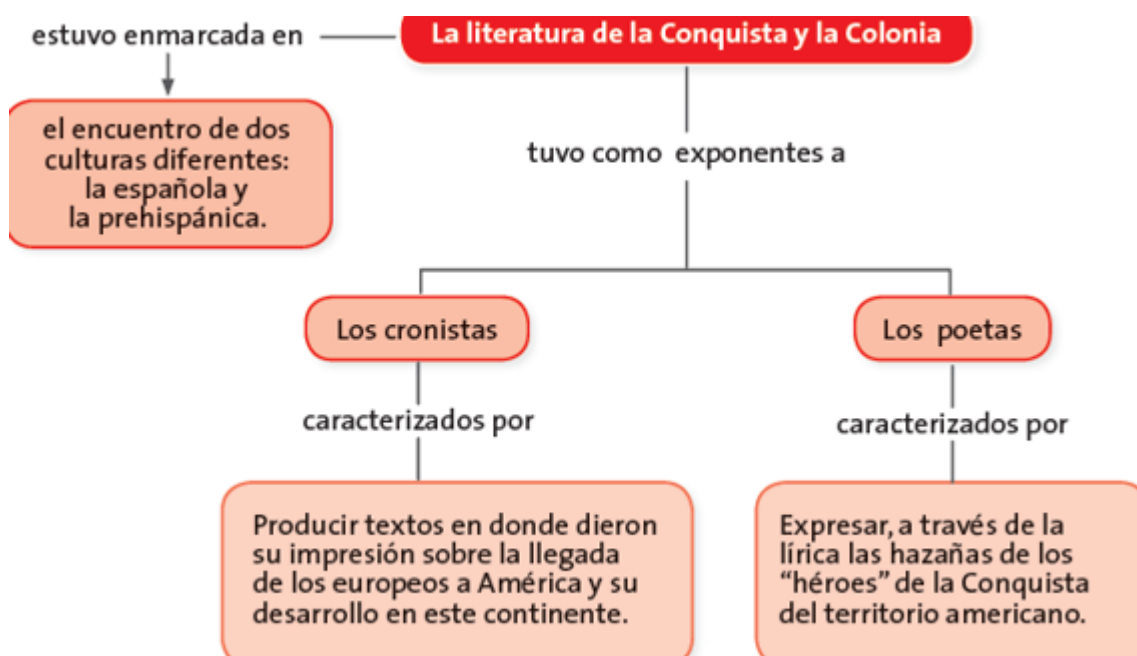 La literatura de la Conquista y la Colonia
estuvo enmarcada en
el encuentro de dos
culturas diferentes:
la española y
la prehispánica.
tuvo como exponentes a
Los cronistas
caracterizados por
Producir textos en donde dieron
su impresión sobre la llegada
de los europeos a América y su
desarrollo en este continente.
Los poetas
caracterizados por
Expresar, a través de la
lírica las hazañas de los
“héroes” de la Conquista
del territorio americano.